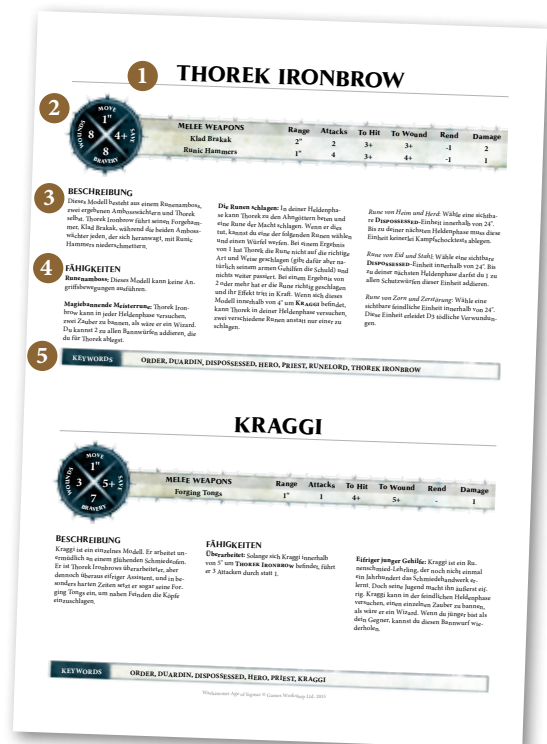 1
THOREK IRONBROW
2
MOVE
1"
WOUNDS 8 4+ SAVE
8
BRAVERY
MELEE WEAPONS Range Attacks To Hit To Wound Rend Damage
Klad Brakak 2" 2 3+ 3+ -1 2
Runic Hammers 1" 4 3+ 4+ -1 1
3
BESCHREIBUNG
Dieses Modell besteht aus einem Runenamboss,
zwei ergebenen Ambosswächtern und Thorek
selbst. Thorek Ironbrow führt seinen Forgeham-
mer, Klad Brakak, während die beiden Amboss-
wächter jeden, der sich heranwagt, mit Runic
Hammers niederschmettern.
4
FÄHIGKEITEN
Runenamboss: Dieses Modell kann keine An-
griffsbewegungen ausführen.
Magiebannende Meisterrune: Thorek Iron-
brow kann in jeder Heldenphase versuchen,
zwei Zauber zu bannen, als wäre er ein Wizard.
Du kannst 2 zu allen Bannwürfen addieren, die
du für Thorek ablegst.
Die Runen schlagen: In deiner Heldenpha-
se kann Thorek zu den Ahngöttern beten und
eine Rune der Macht schlagen. Wenn er dies
tut, kannst du eine der folgenden Runen wählen
und einen Würfel werfen. Bei einem Ergebnis
von 1 hat Thorek die Rune nicht auf die richtige
Art und Weise geschlagen (gibt dafür aber na-
türlich seinem armen Gehilfen die Schuld) und
nichts weiter passiert. Bei einem Ergebnis von
2 oder mehr hat er die Rune richtig geschlagen
und ihr Effekt tritt in Kraft. Wenn sich dieses
Modell innerhalb von 4" um KRAGGI befindet,
kann Thorek in deiner Heldenphase versuchen,
zwei verschiedene Runen anstatt nur einer zu
schlagen.
Rune von Heim und Herd: Wähle eine sichtba-
re DISPOSSESSED-Einheit innerhalb von 24".
Bis zu deiner nächsten Heldenphase muss diese
Einheit keinerlei Kampfschocktests ablegen.
Rune von Eid und Stahl: Wähle eine sichtbare
DISPOSSESSED-Einheit innerhalb von 24". Bis
zu deiner nächsten Heldenphase darfst du 1 zu
allen Schutzwürfen dieser Einheit addieren.
Rune von Zorn und Zerstörung: Wähle eine
sichtbare feindliche Einheit innerhalb von 24".
Diese Einheit erleidet D3 tödliche Verwundun-
gen.
5
KEYWORDS ORDER, DUARDIN, DISPOSSESSED, HERO, PRIEST, RUNELORD, THOREK IRONBROW
KRAGGI
MOVE
1"
WOUNDS 3 5+ SAVE
7
BRAVERY
MELEE WEAPONS Range Attacks To Hit To Wound Rend Damage
Forging Tongs 1" 1 4+ 5+ - 1
BESCHREIBUNG
Kraggi ist ein einzelnes Modell. Er arbeitet un-
ermüdlich an einem glühenden Schmiedeofen.
Er ist Thorek Ironbrows überarbeiteter, aber
dennoch überaus eifriger Assistent, und in be-
sonders harten Zeiten setzt er sogar seine For-
ging Tongs ein, um nahen Feinden die Köpfe
einzuschlagen.
FÄHIGKEITEN
Überarbeitet: Solange sich Kraggi innerhalb
von 5" um THOREK IRONBROW befindet, führt
er 3 Attacken durch statt 1.
Eifriger junger Gehilfe: Kraggi ist ein Ru-
nenschmied-Lehrling, der noch nicht einmal
ein Jahrhundert das Schmiedehandwerk er-
lernt. Doch seine Jugend macht ihn äußerst eif-
rig. Kraggi kann in der feindlichen Heldenphase
versuchen, einen einzelnen Zauber zu bannen,
als wäre er ein Wizard. Wenn du jünger bist als
dein Gegner, kannst du diesen Bannwurf wie-
derholen.
KEYWORDS ORDER, DUARDIN, DISPOSSESSED, HERO, PRIEST, KRAGGI
Warhammer Age of Sigmar © Games Workshop Ltd. 2015